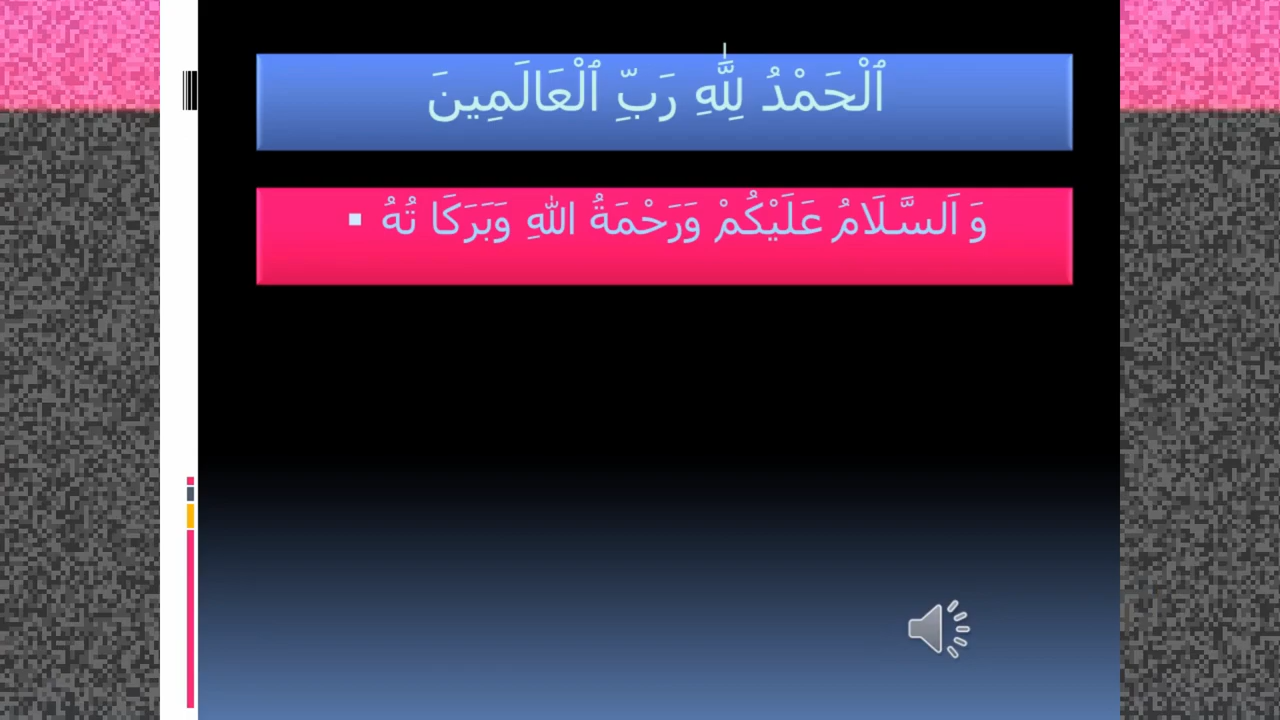 ٱلْحَمْدُ لِلَّٰهِ رَبِّ ٱلْعَالَمِينَ
▪ وَ اَلسَّلَامُ عَلَيْكُمْ وَرَحْمَةُ اللهِ وَبَرَكَا تُهُ